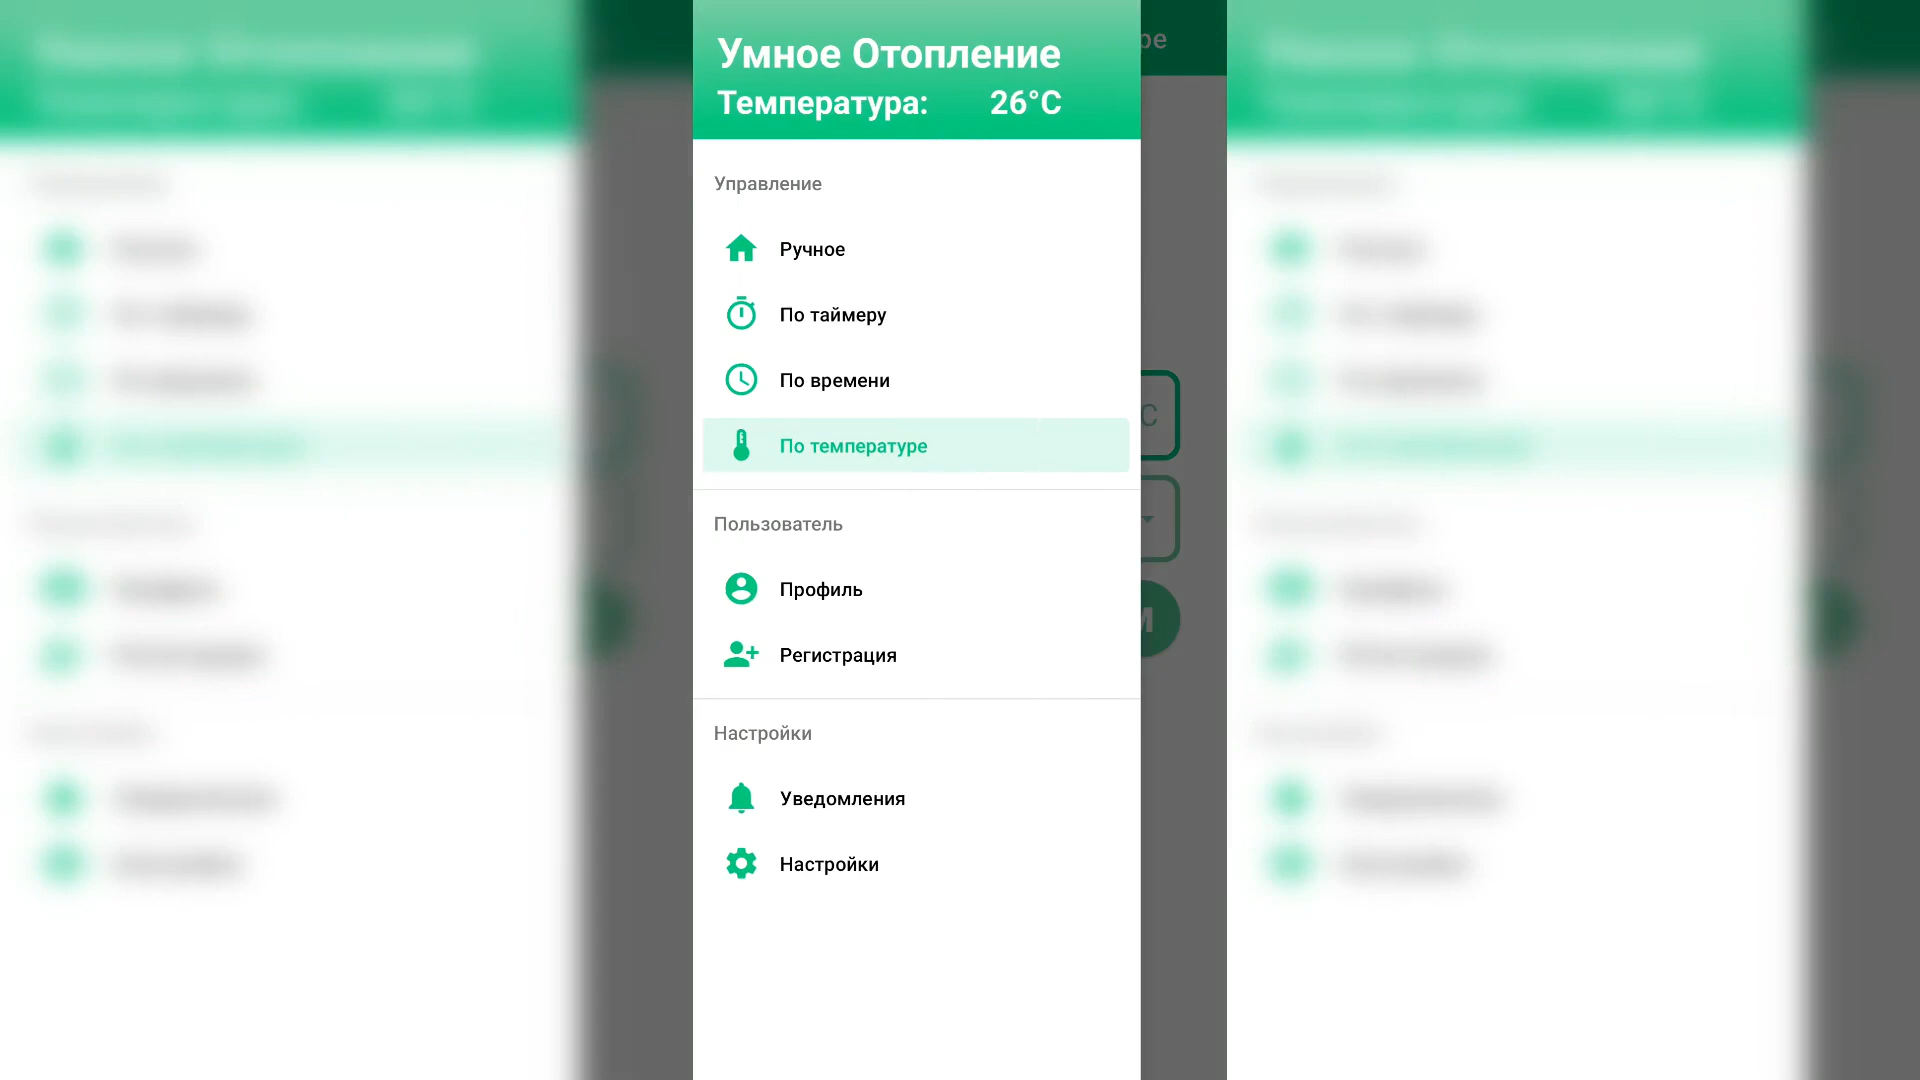 Умное Отопление
Температура: 26°C
Управление
Ручное
По таймеру
По времени
По температуре
Пользователь
Профиль
Регистрация
Настройки
Уведомления
Настройки